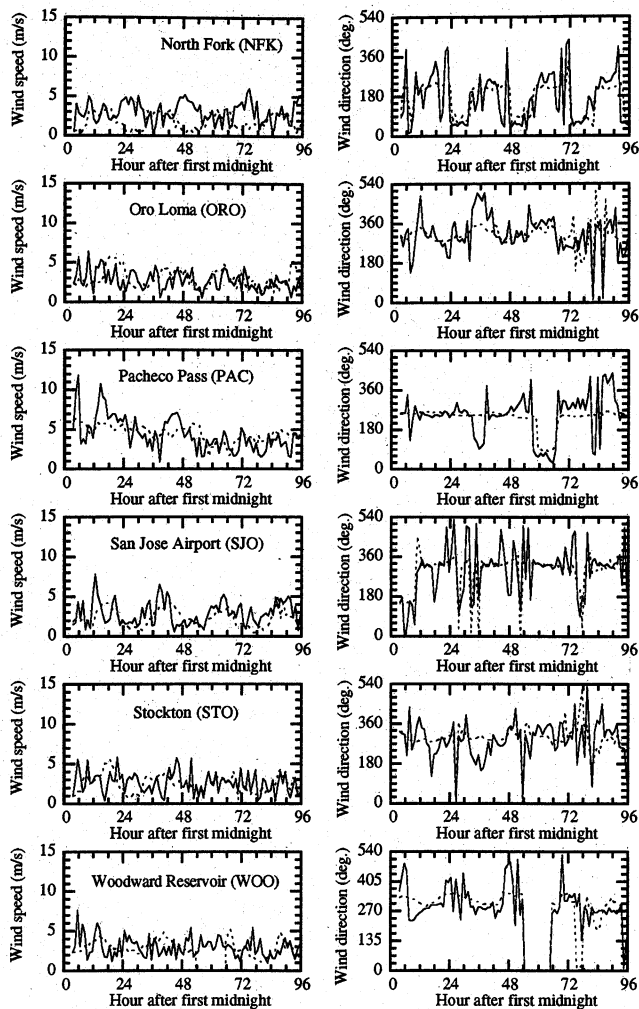 Wind speed (m/s)
15
10
5
0
North Fork (NFK)
0 24 48 72 96
Hour after first midnight
Wind direction (deg.)
540
360
180
0
0 24 48 72 96
Hour after first midnight
Wind speed (m/s)
15
10
5
0
Oro Loma (ORO)
0 24 48 72 96
Hour after first midnight
Wind direction (deg.)
540
360
180
0
0 24 48 72 96
Hour after first midnight
Wind speed (m/s)
15
10
5
0
Pacheco Pass (PAC)
0 24 48 72 96
Hour after first midnight
Wind direction (deg.)
540
360
180
0
0 24 48 72 96
Hour after first midnight
Wind speed (m/s)
15
10
5
0
San Jose Airport (SJO)
0 24 48 72 96
Hour after first midnight
Wind direction (deg.)
540
360
180
0
0 24 48 72 96
Hour after first midnight
Wind speed (m/s)
15
10
5
0
Stockton (STO)
0 24 48 72 96
Hour after first midnight
Wind direction (deg.)
540
360
180
0
0 24 48 72 96
Hour after first midnight
Wind speed (m/s)
15
10
5
0
Woodward Reservoir (WOO)
0 24 48 72 96
Hour after first midnight
Wind direction (deg.)
540
405
270
135
0
0 24 48 72 96
Hour after first midnight